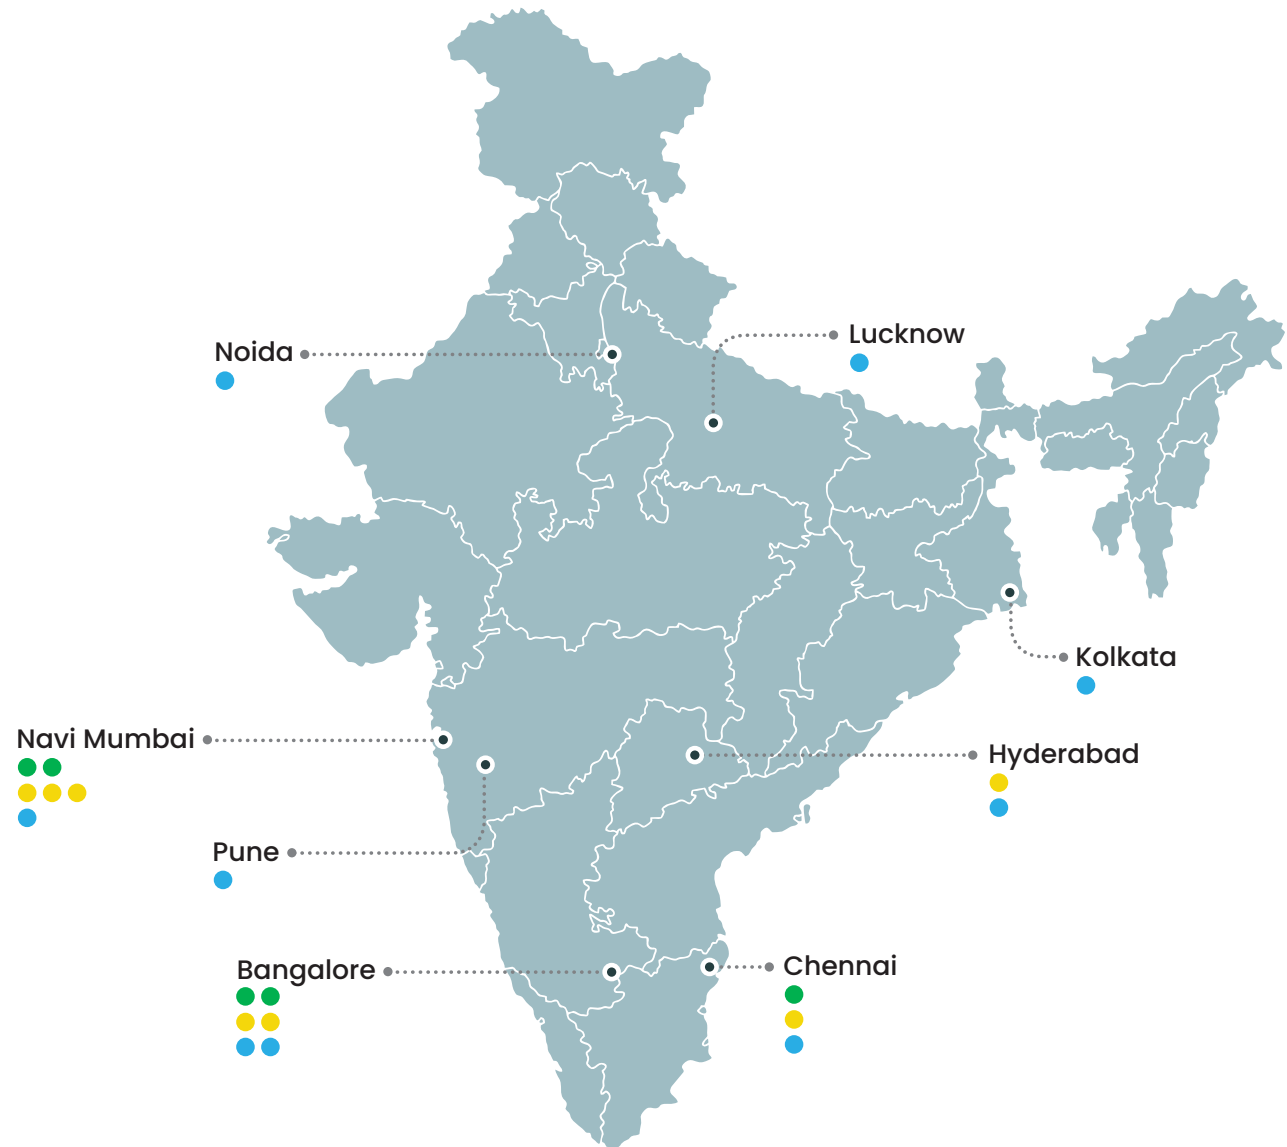 Lucknow
Noida
Kolkata
Navi Mumbai
Hyderabad
Pune
Chennai
Bangalore